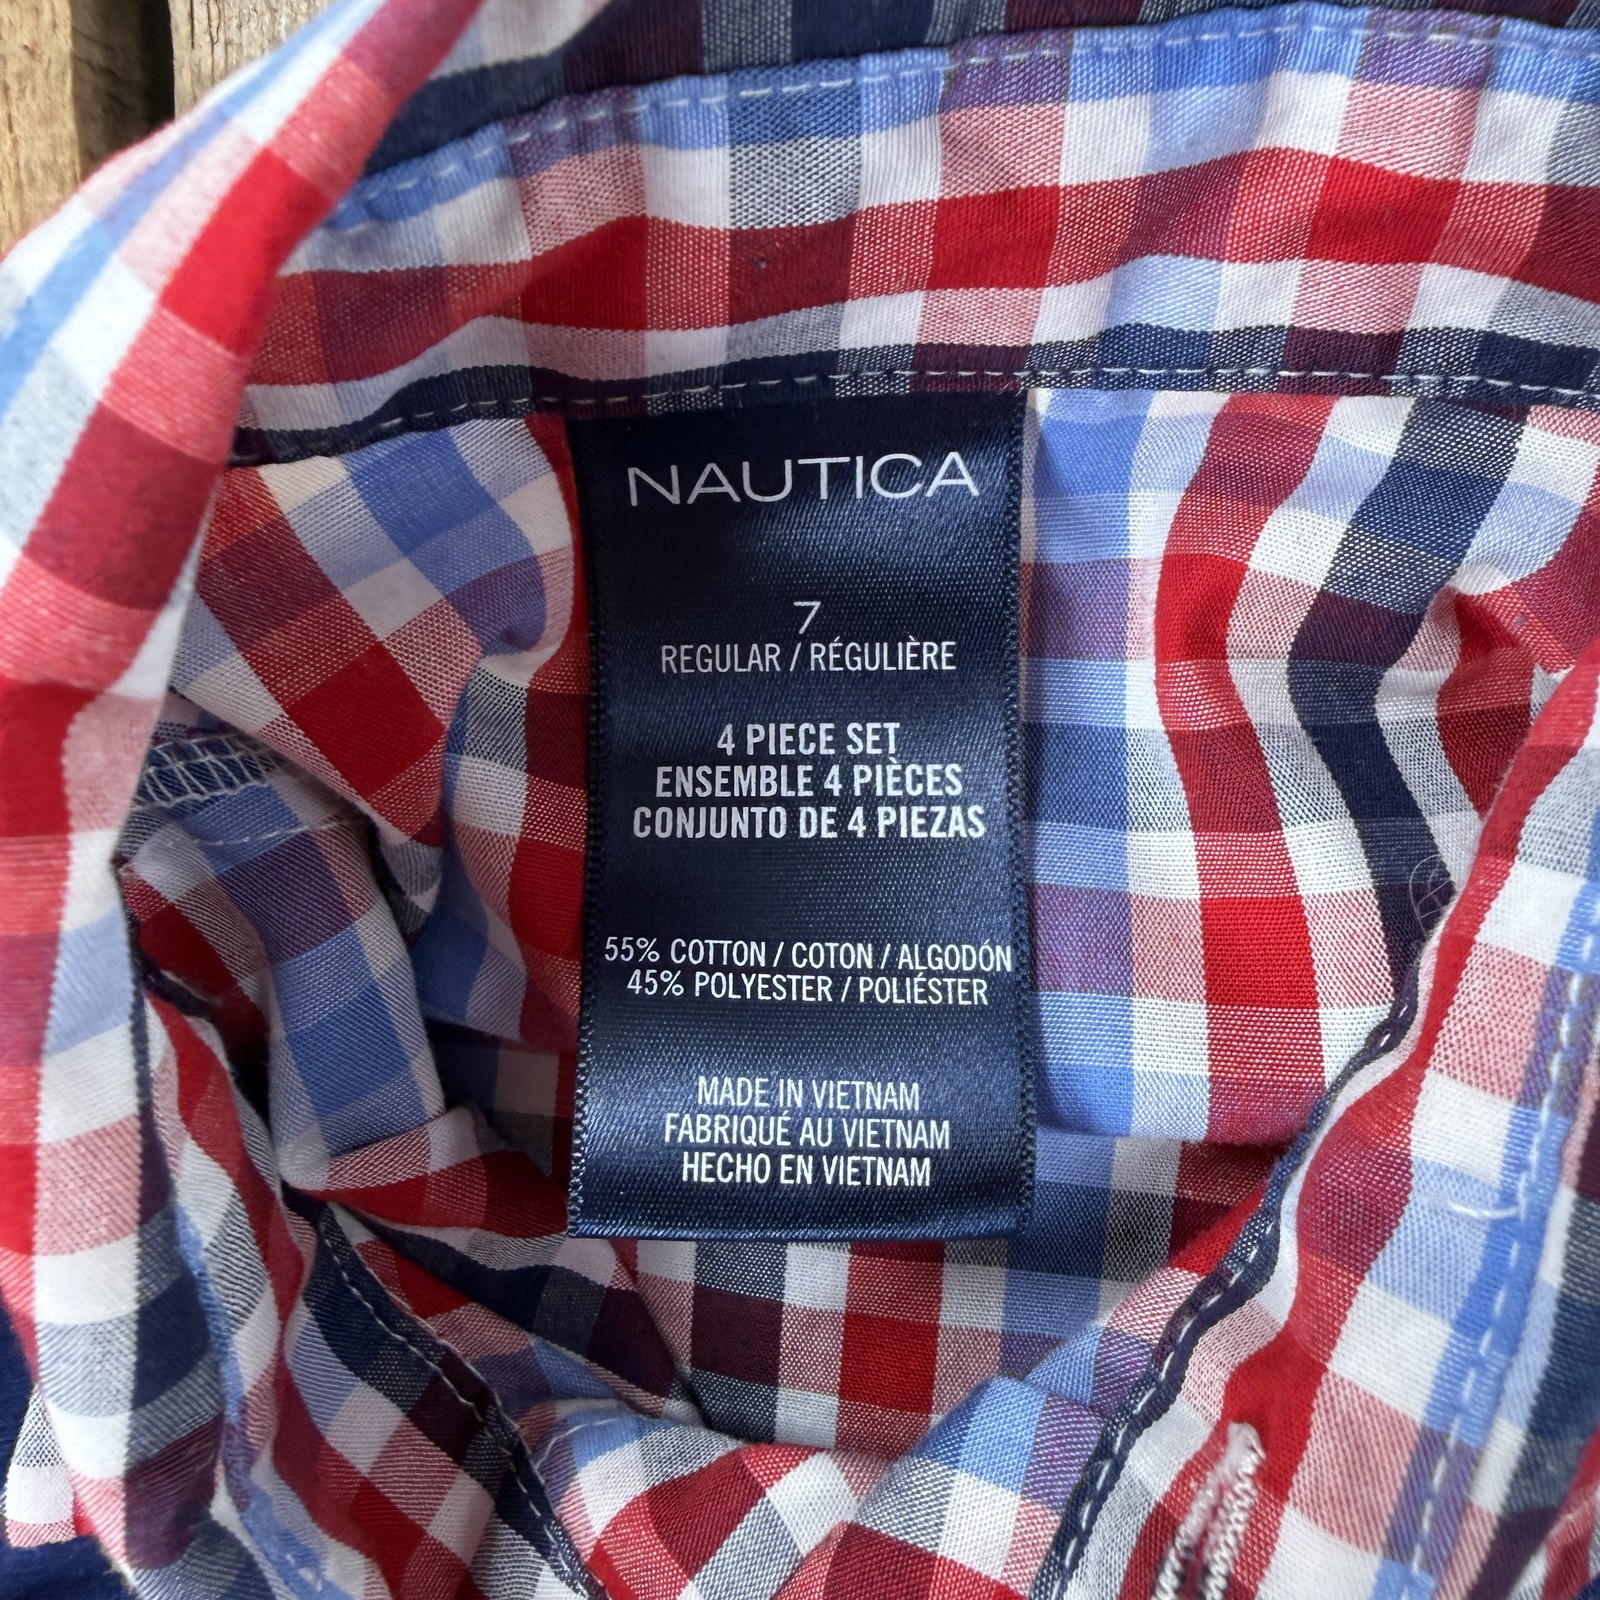 NAUTICA
7
REGULAR / RÉGULIÈRE
4 PIECE SET
ENSEMBLE 4 PIÈCES
CONJUNTO DE 4 PIEZAS
55% COTTON / COTON / ALGODÓN
45% POLYESTER / POLIÉSTER
MADE IN VIETNAM
FABRIQUÉ AU VIETNAM
HECHO EN VIETNAM